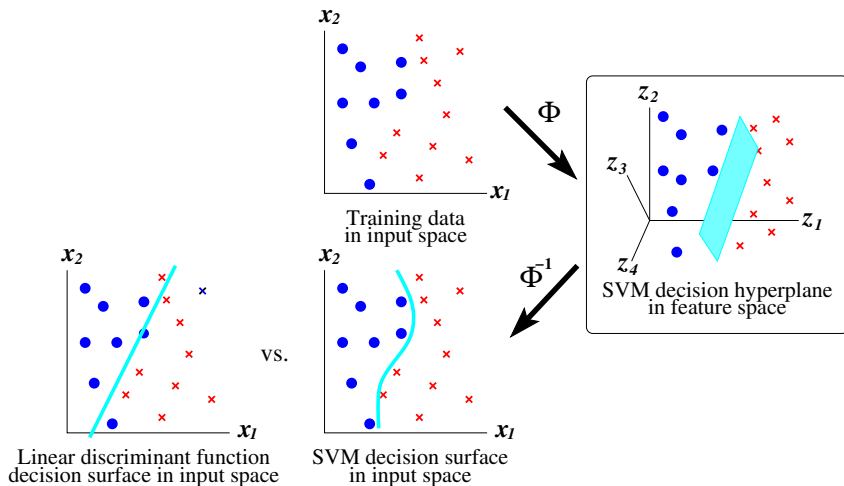 x2
x1
Training data
in input space
Φ
z2
z3
z1
z4
SVM decision hyperplane
in feature space
Φ-1
x2
x1
Linear discriminant function
decision surface in input space
vs.
x2
x1
SVM decision surface
in input space